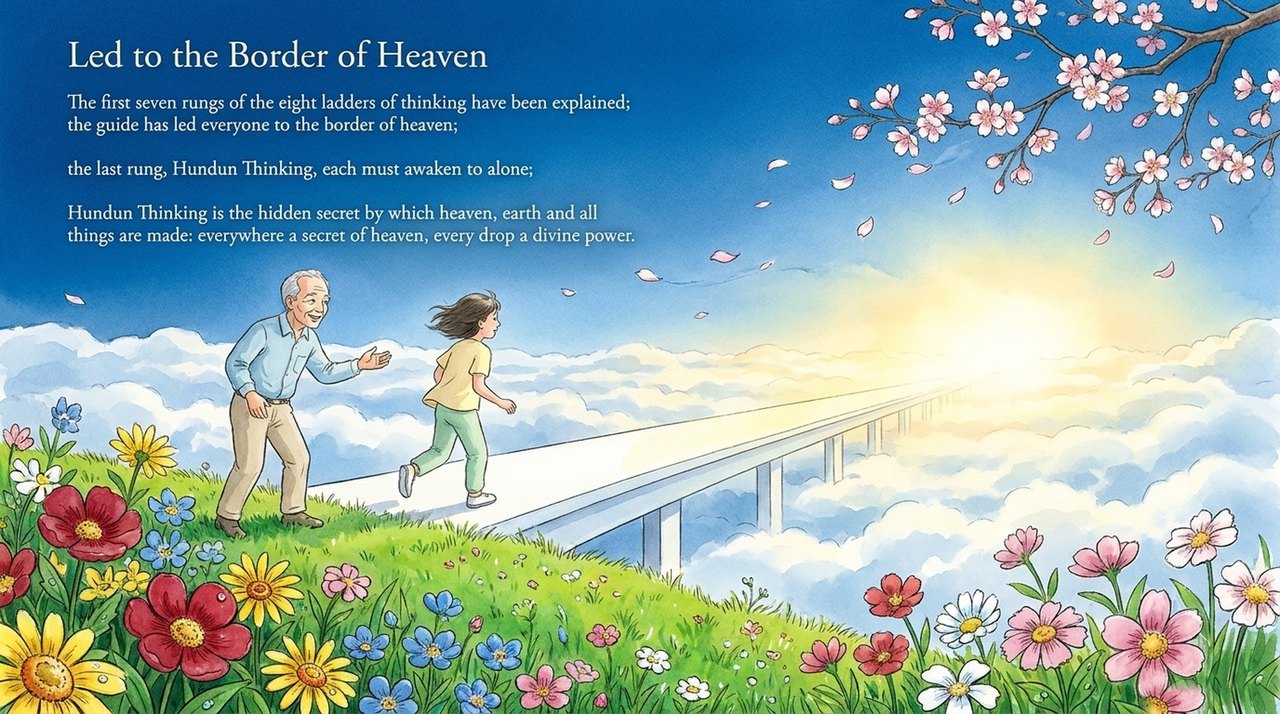 Led to the Border of Heaven
The first seven rungs of the eight ladders of thinking have been explained;
the guide has led everyone to the border of heaven;
the last rung, Hundun Thinking, each must awaken to alone;
Hundun Thinking is the hidden secret by which heaven, earth and all
things are made: everywhere a secret of heaven, every drop a divine power.